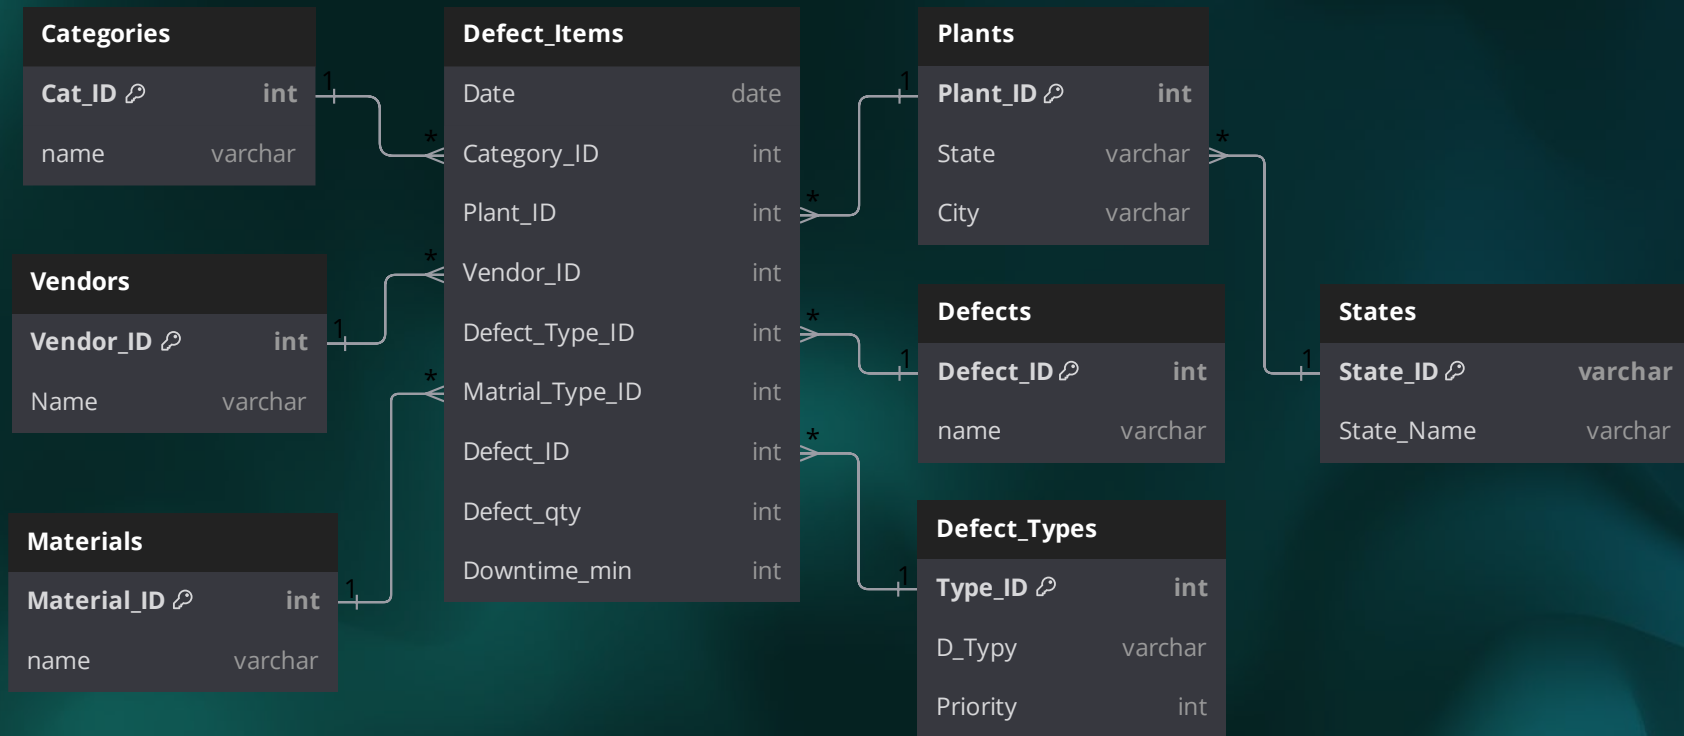 Categories
Cat_ID int
name varchar
Vendors
Vendor_ID int
Name varchar
Materials
Material_ID int
name varchar
Defect_Items
Date date
Category_ID int
Plant_ID int
Vendor_ID int
Defect_Type_ID int
Matrial_Type_ID int
Defect_ID int
Defect_qty int
Downtime_min int
Plants
Plant_ID int
State varchar
City varchar
Defects
Defect_ID int
name varchar
Defect_Types
Type_ID int
D_Typy varchar
Priority int
States
State_ID varchar
State_Name varchar
1
*
1
*
1
*
1
*
1
*
1
*
1
*